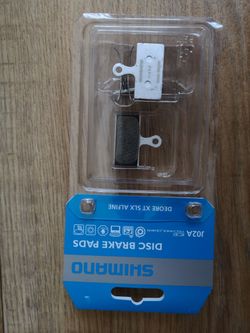 SHIMANO
DISC BRAKE PADS
J02A
DEORE XT SLX ALFINE